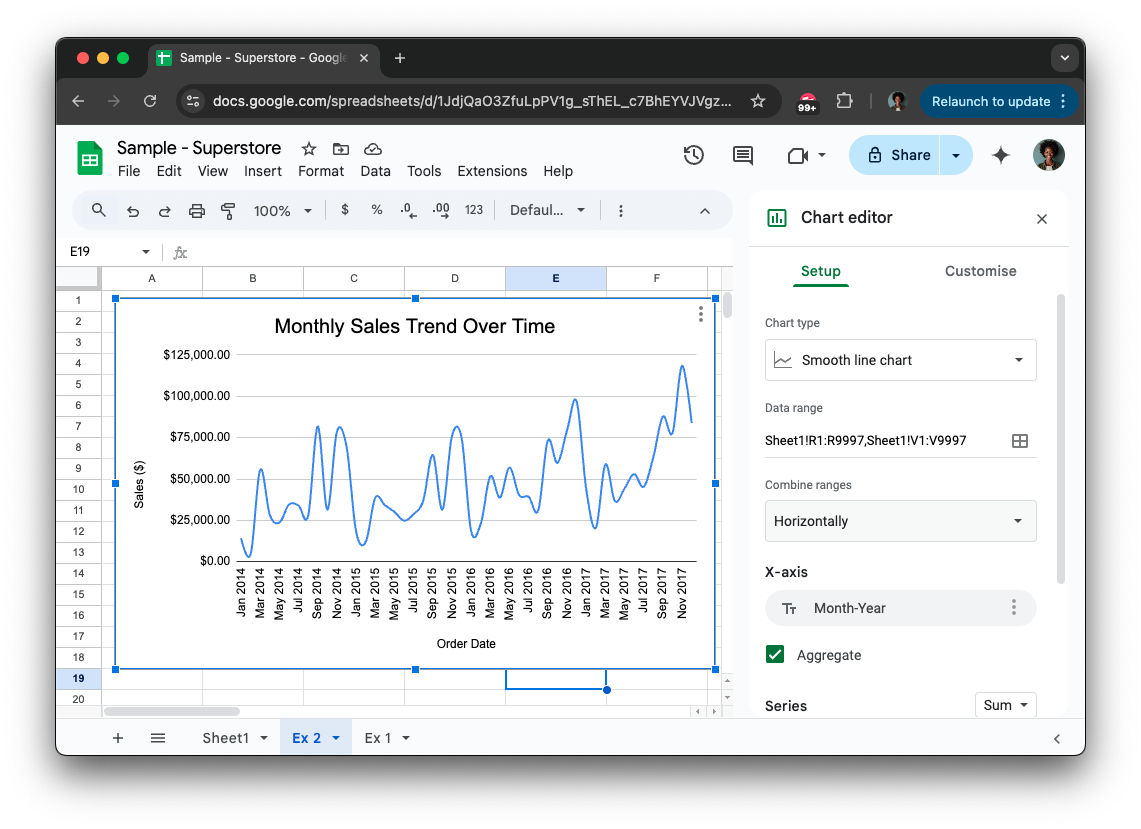 Sample - Superstore - Google
docs.google.com/spreadsheets/d/1JdjQaO3ZfuLpPV1g_sThEL_c7BhEYVJVgz...
99+
Relaunch to update
Sample - Superstore
File Edit View Insert Format Data Tools Extensions Help
Share
100% $ % .0 .00 123 Defaul...
E19 fx
A B C D E F
1
2
3
4
5
6
7
8
9
10
11
12
13
14
15
16
17
18
19
20
Monthly Sales Trend Over Time
$125,000.00
$100,000.00
$75,000.00
$50,000.00
$25,000.00
$0.00
Sales ($)
Jan 2014
Mar 2014
May 2014
Jul 2014
Sep 2014
Nov 2014
Jan 2015
Mar 2015
May 2015
Jul 2015
Sep 2015
Nov 2015
Jan 2016
Mar 2016
May 2016
Jul 2016
Sep 2016
Nov 2016
Jan 2017
Mar 2017
May 2017
Jul 2017
Sep 2017
Nov 2017
Order Date
Chart editor
Setup Customise
Chart type
Smooth line chart
Data range
Sheet1!R1:R9997,Sheet1!V1:V9997
Combine ranges
Horizontally
X-axis
Tт Month-Year
Aggregate
Series Sum
Sheet1 Ex 2 Ex 1